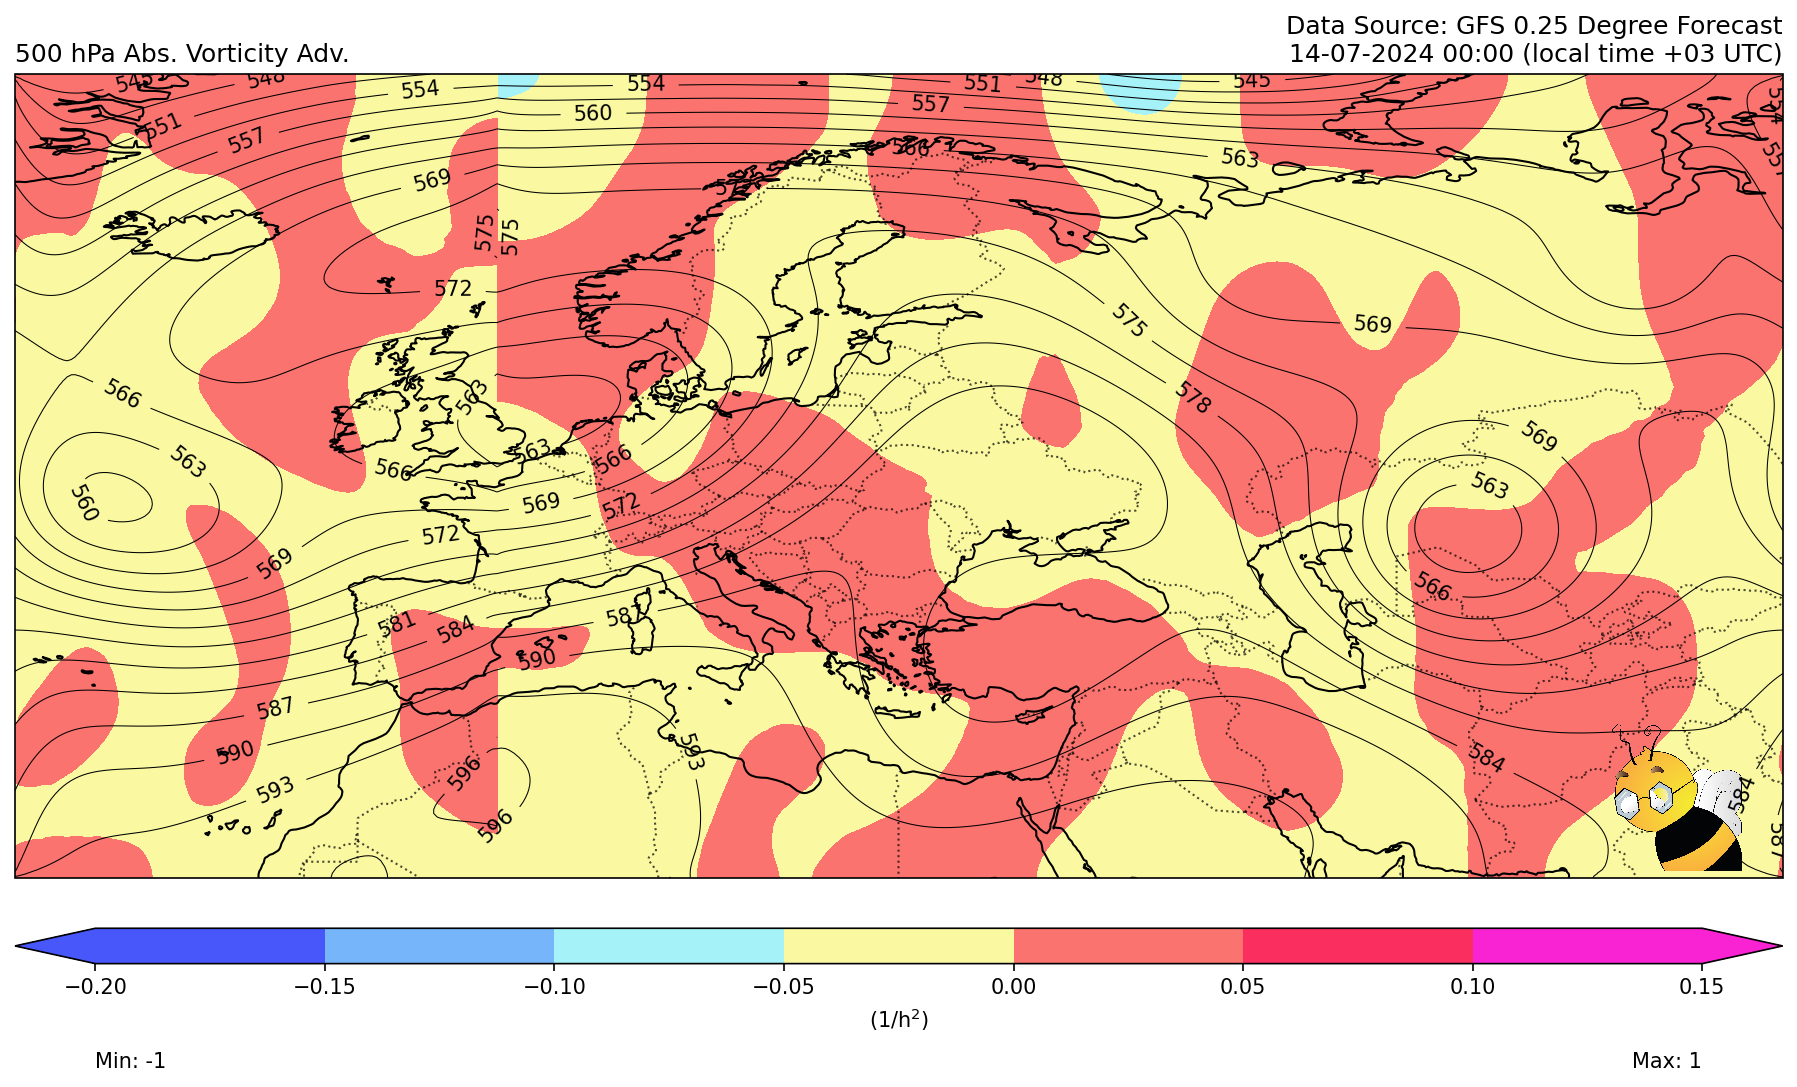 Data Source: GFS 0.25 Degree Forecast
500 hPa Abs. Vorticity Adv.
14-07-2024 00:00 (local time +03 UTC)
545 548 554 554 551 548 545
551 557 560 557 554
569 566 563
575 575 572
575 569
566 563 578
563 563 566 566 569
560 569 572 572 563
569 566
581 584 587
590
587
590 593 584
593 596 584
596 587
−0.20 −0.15 −0.10 −0.05 0.00 0.05 0.10 0.15
(1/h²)
Min: -1 Max: 1